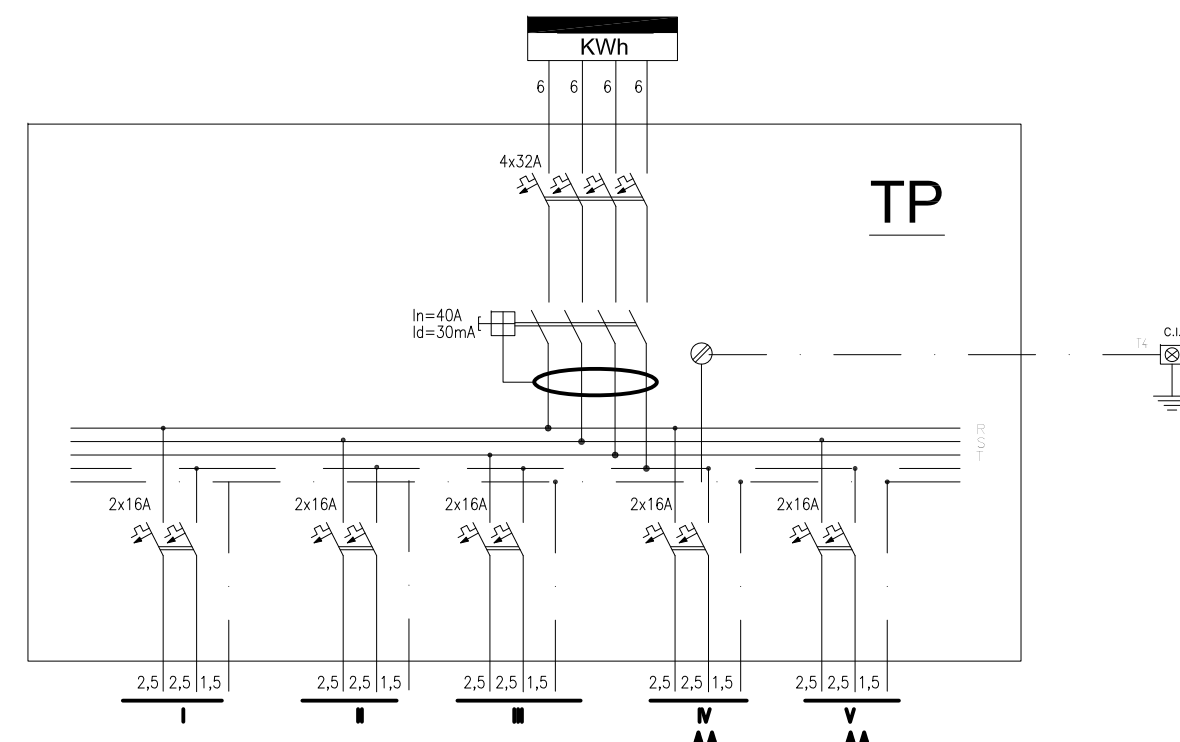 KWh
6 6 6 6
4x32A
TP
In=40A
Id=30mA
C.I.
T4
R
S
T
2x16A 2x16A 2x16A 2x16A 2x16A
2,5 2,5 1,5 2,5 2,5 1,5 2,5 2,5 1,5 2,5 2,5 1,5 2,5 2,5 1,5
I II III IV V
AA AA